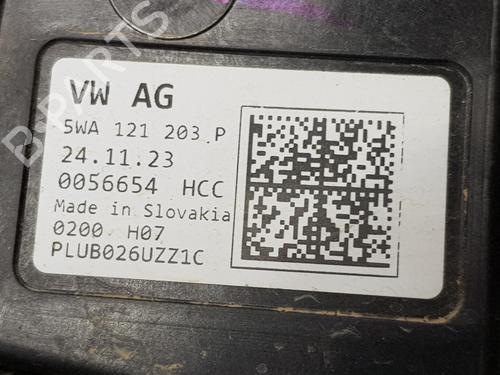 VW AG
5WA 121 203 P
24.11.23
0056654 HCC
Made in Slovakia
0200 H07
PLUB026UZZ1C
B-PARTS